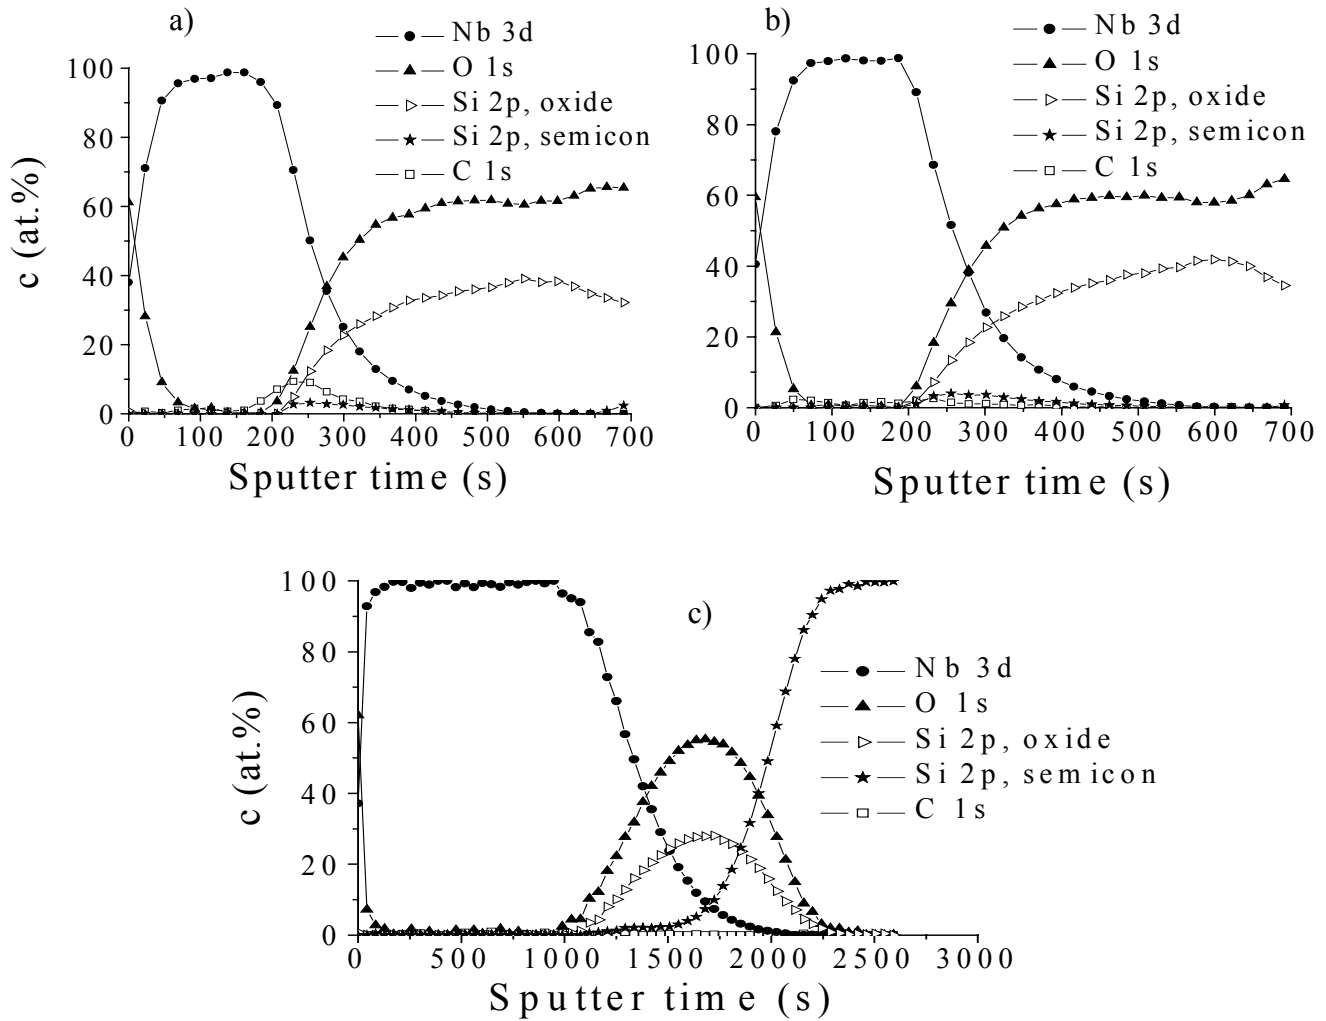 a)
Nb 3d
O 1s
Si 2p, oxide
Si 2p, semicon
C 1s
100
80
60
40
20
0
c (at.%)
0 100 200 300 400 500 600 700
Sputter time (s)
b)
Nb 3d
O 1s
Si 2p, oxide
Si 2p, semicon
C 1s
100
80
60
40
20
0
0 100 200 300 400 500 600 700
Sputter time (s)
c)
Nb 3d
O 1s
Si 2p, oxide
Si 2p, semicon
C 1s
100
80
60
40
20
0
c (at.%)
0 500 1000 1500 2000 2500 3000
Sputter time (s)